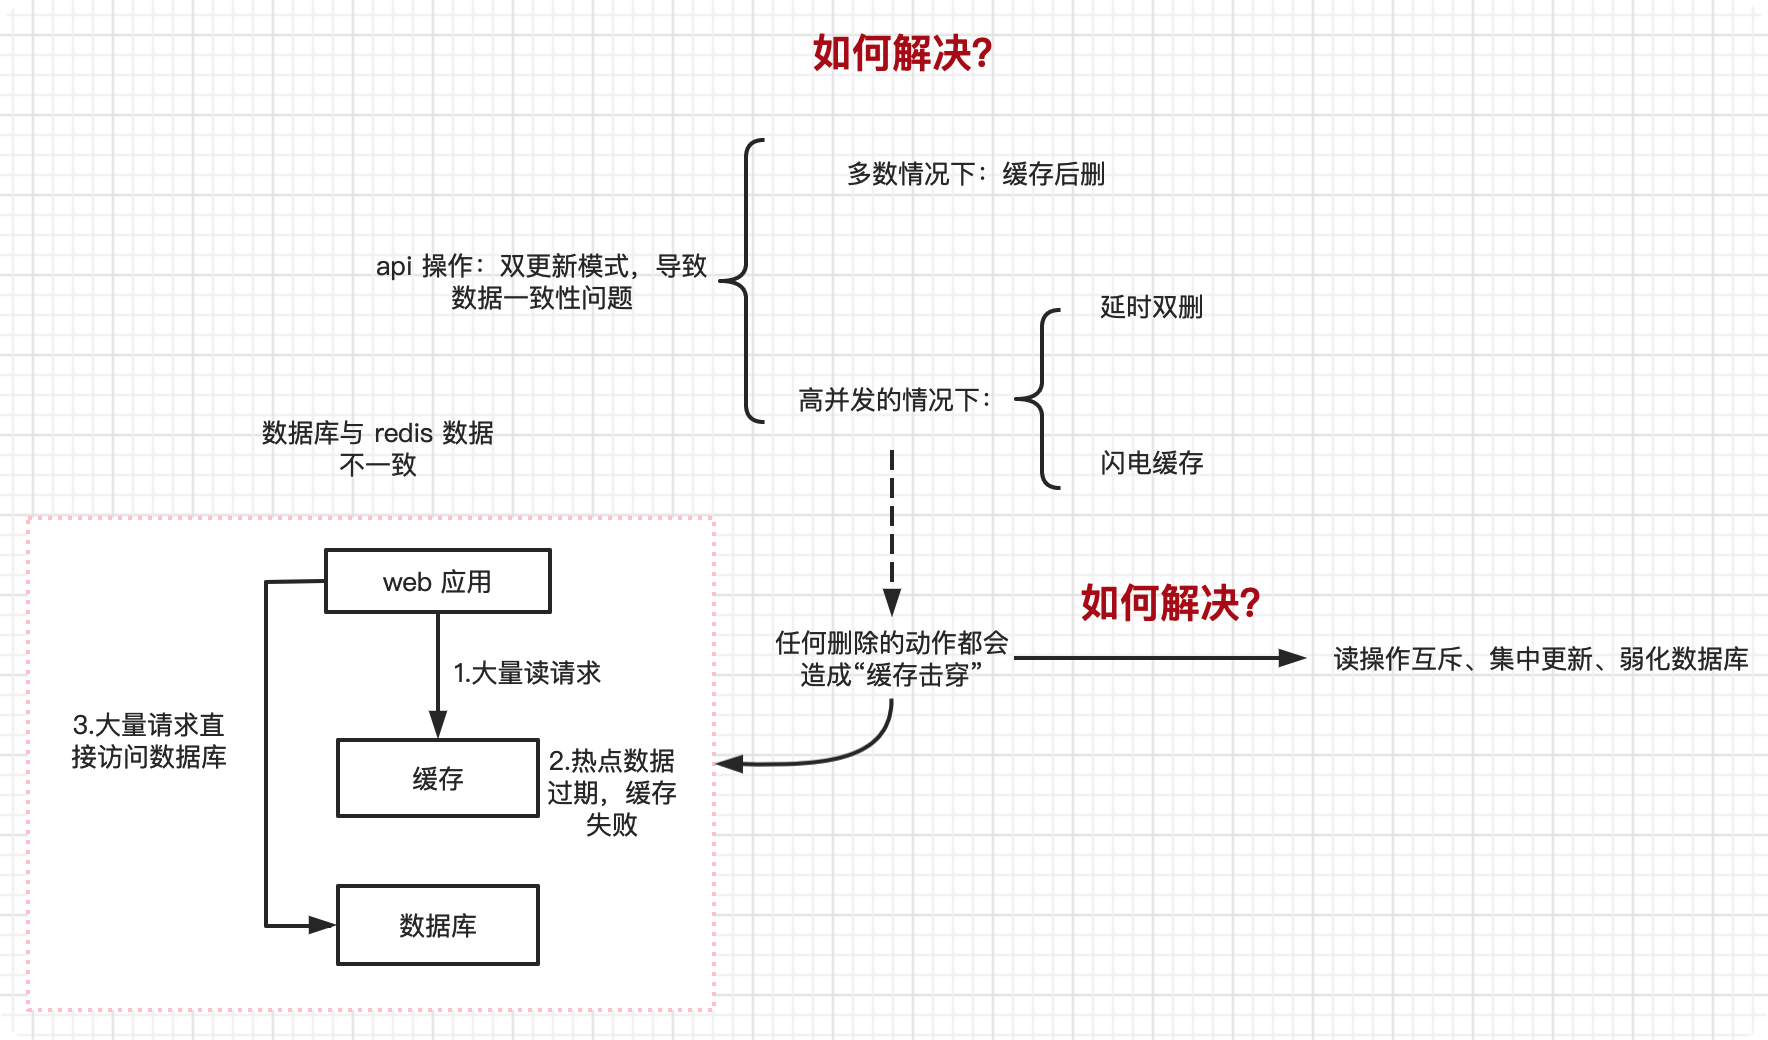 如何解决?
多数情况下：缓存后删
api 操作：双更新模式，导致
数据一致性问题
延时双删
高并发的情况下：
闪电缓存
数据库与 redis 数据
不一致
web 应用
1.大量读请求
3.大量请求直
接访问数据库
缓存
2.热点数据
过期，缓存
失败
数据库
任何删除的动作都会
造成“缓存击穿”
如何解决?
读操作互斥、集中更新、弱化数据库